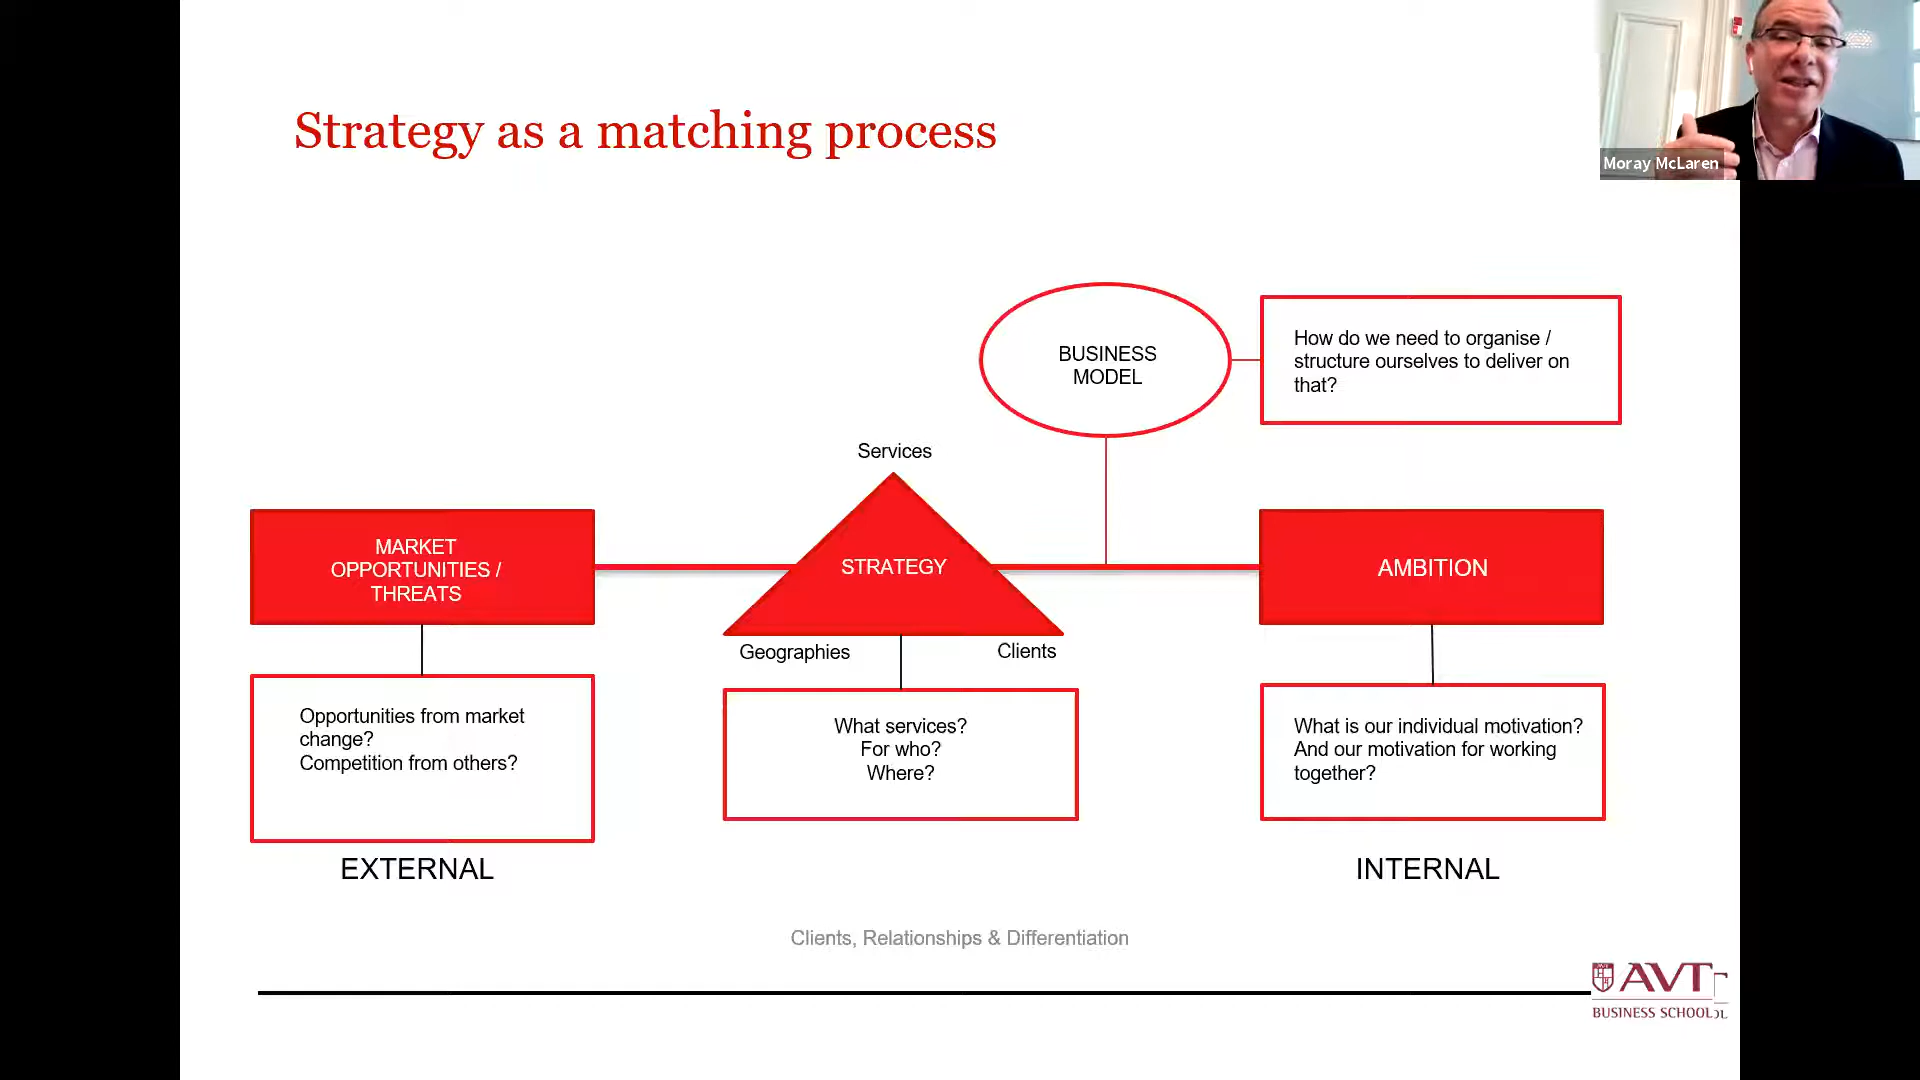 Strategy as a matching process
Moray McLaren
BUSINESS
MODEL
How do we need to organise /
structure ourselves to deliver on
that?
Services
MARKET
OPPORTUNITIES /
THREATS
STRATEGY
AMBITION
Geographies
Clients
Opportunities from market
change?
Competition from others?
What services?
For who?
Where?
What is our individual motivation?
And our motivation for working
together?
EXTERNAL
INTERNAL
Clients, Relationships & Differentiation
AVT
BUSINESS SCHOOL